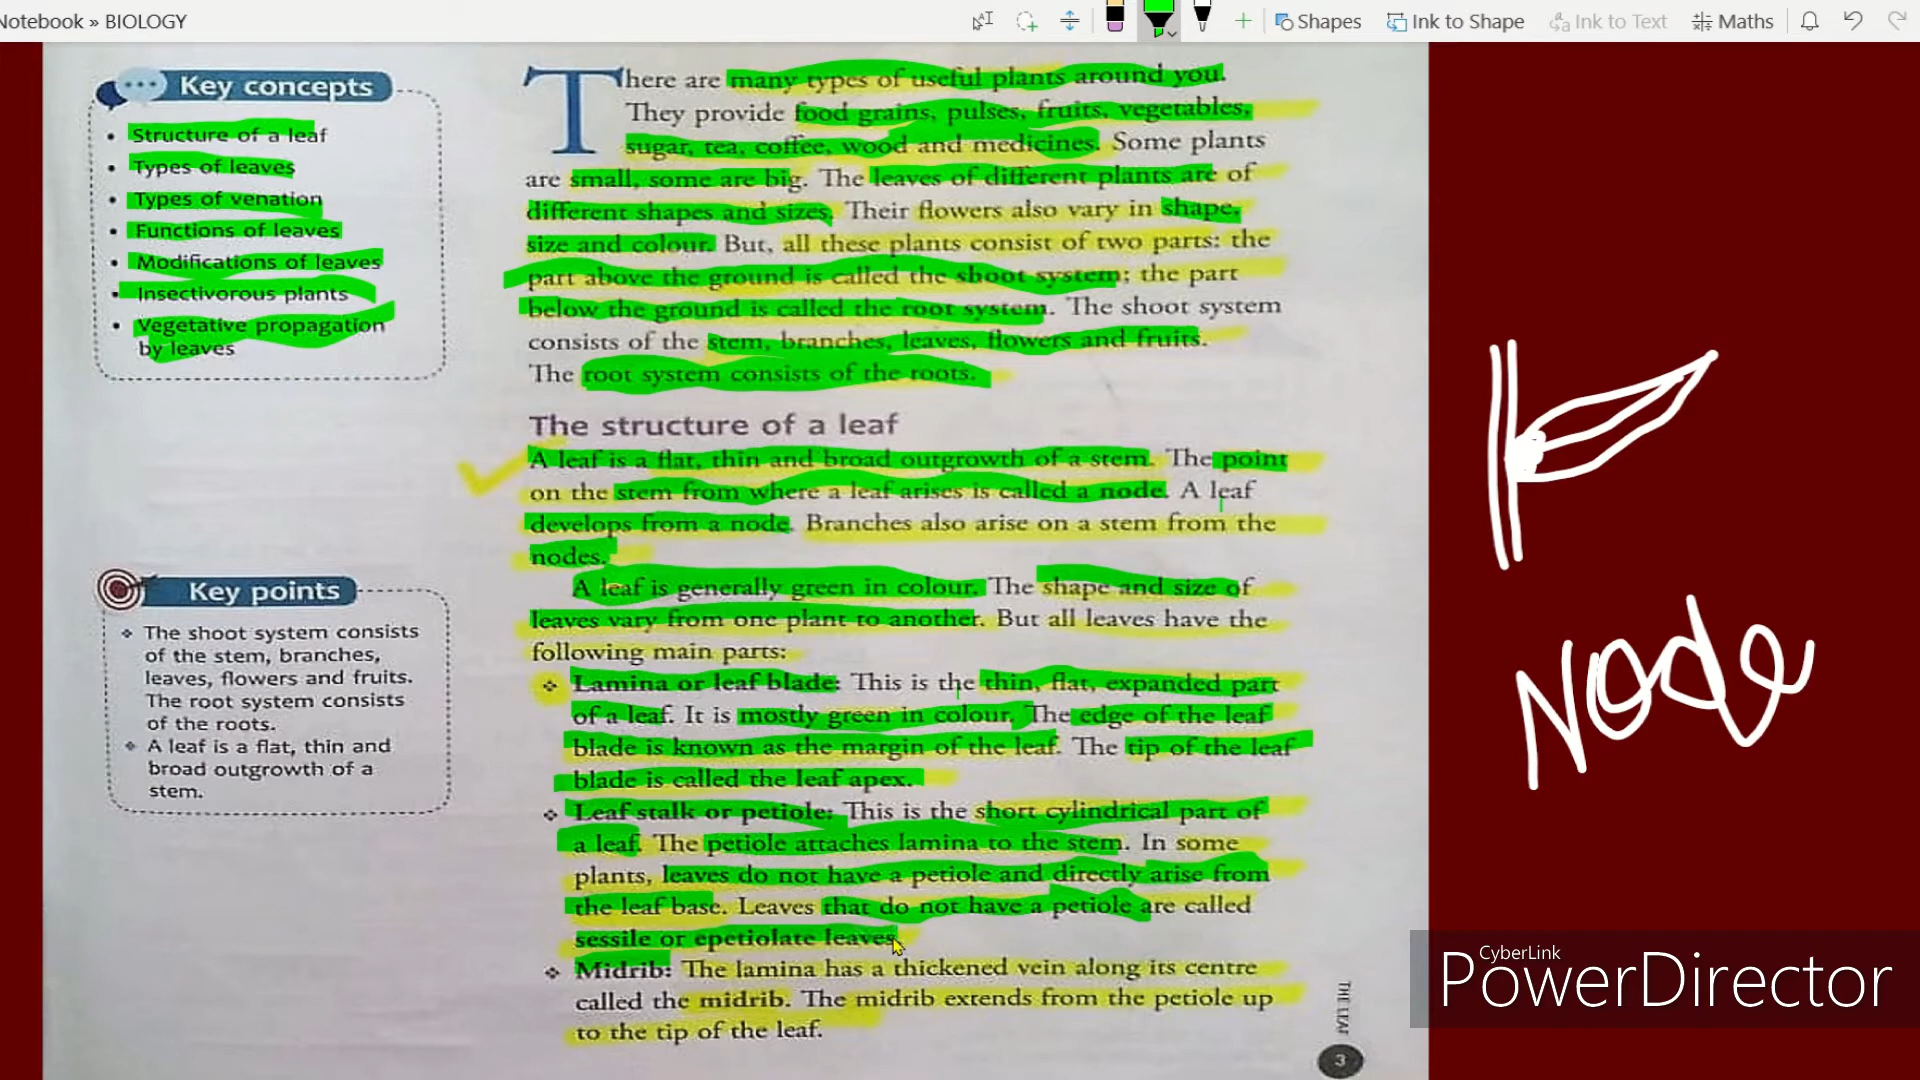 Notebook » BIOLOGY
Shapes
Ink to Shape
Ink to Text
Maths
Key concepts
• Structure of a leaf
• Types of leaves
• Types of venation
• Functions of leaves
• Modifications of leaves
• Insectivorous plants
• Vegetative propagation
by leaves
There are many types of useful plants around you.
They provide food grains, pulses, fruits, vegetables,
sugar, tea, coffee, wood and medicines. Some plants
are small, some are big. The leaves of different plants are of
different shapes and sizes. Their flowers also vary in shape,
size and colour. But, all these plants consist of two parts: the
part above the ground is called the shoot system; the part
below the ground is called the root system. The shoot system
consists of the stem, branches, leaves, flowers and fruits.
The root system consists of the roots.
The structure of a leaf
A leaf is a flat, thin and broad outgrowth of a stem. The point
on the stem from where a leaf arises is called a node. A leaf
develops from a node. Branches also arise on a stem from the
nodes.
A leaf is generally green in colour. The shape and size of
leaves vary from one plant to another. But all leaves have the
following main parts:
❖ Lamina or leaf blade: This is the thin, flat, expanded part
of a leaf. It is mostly green in colour. The edge of the leaf
blade is known as the margin of the leaf. The tip of the leaf
blade is called the leaf apex.
❖ Leaf stalk or petiole: This is the short cylindrical part of
a leaf. The petiole attaches lamina to the stem. In some
plants, leaves do not have a petiole and directly arise from
the leaf base. Leaves that do not have a petiole are called
sessile or epetiolate leaves.
❖ Midrib: The lamina has a thickened vein along its centre
called the midrib. The midrib extends from the petiole up
to the tip of the leaf.
Key points
❖ The shoot system consists
of the stem, branches,
leaves, flowers and fruits.
The root system consists
of the roots.
❖ A leaf is a flat, thin and
broad outgrowth of a
stem.
THE LEAF
3
Node
CyberLink
PowerDirector